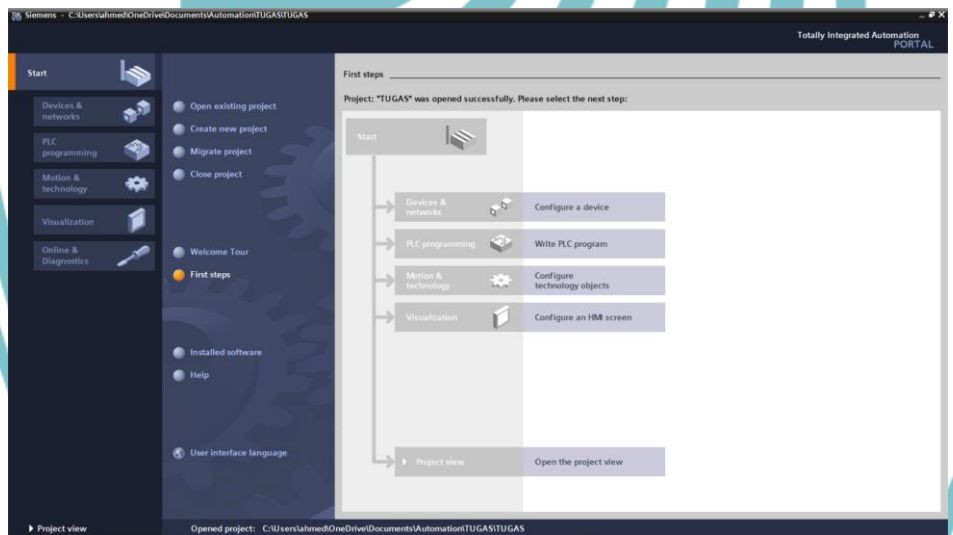 Siemens - C:\Users\ahmed\OneDrive\Documents\Automation\TUGAS\TUGAS
Totally Integrated Automation
PORTAL
Start
Devices &
networks
PLC
programming
Motion &
technology
Visualization
Online &
Diagnostics
Open existing project
Create new project
Migrate project
Close project
Welcome Tour
First steps
Installed software
Help
User interface language
First steps
Project: "TUGAS" was opened successfully. Please select the next step:
Start
Devices &
networks
Configure a device
PLC programming
Write PLC program
Motion &
technology
Configure
technology objects
Visualization
Configure an HMI screen
Project view
Open the project view
Project view
Opened project: C:\Users\ahmed\OneDrive\Documents\Automation\TUGAS\TUGAS